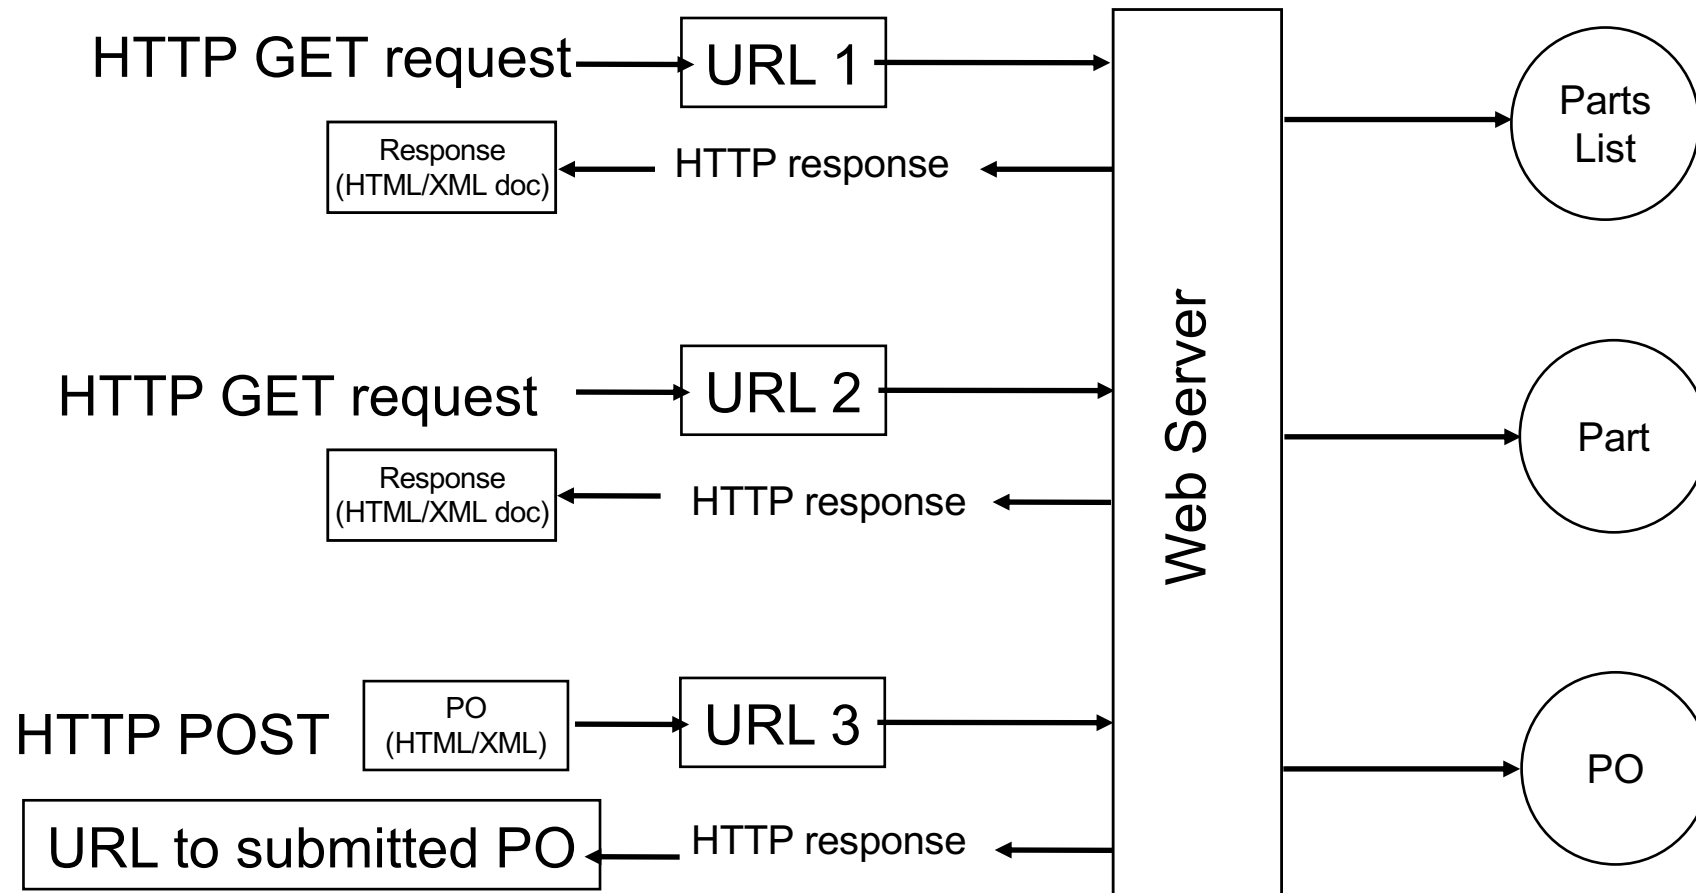 HTTP GET request
URL 1
Parts
List
Response
(HTML/XML doc)
HTTP response
Web Server
HTTP GET request
URL 2
Part
Response
(HTML/XML doc)
HTTP response
HTTP POST
PO
(HTML/XML)
URL 3
PO
URL to submitted PO
HTTP response